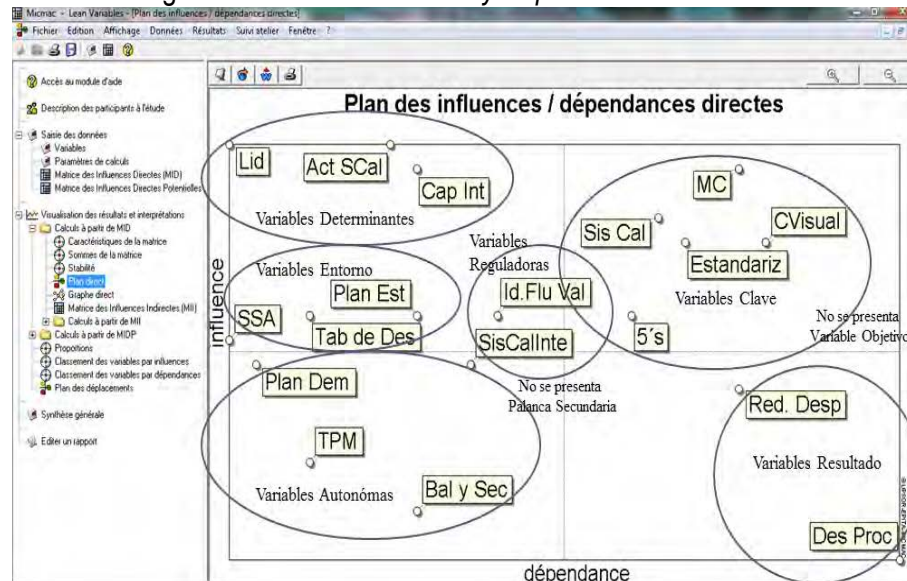 Micmac - Lean Variables - [Plan des influences / dépendances directes]
Fichier Edition Affichage Données Résultats Suivi atelier Fenêtre ?
Accès au module d'aide
Description des participants à l'étude
Saisie des données
Variables
Paramètres de calculs
Matrice des Influences Directes (MID)
Matrice des Influences Directes Potentielles
Visualisation des résultats et interprétations
Calculs à partir de MID
Caractéristiques de la matrice
Sommes de la matrice
Stabilité
Plan direct
Graphe direct
Matrice des Influences Indirectes (MII)
Calculs à partir de MII
Calculs à partir de MIDP
Proportions
Classement des variables par influences
Classement des variables par dépendances
Plan des déplacements
Synthèse générale
Editer un rapport
Plan des influences / dépendances directes
influence
Lid
Act SCal
Cap Int
Variables Determinantes
MC
Sis Cal
CVisual
Estandariz
Variables Clave
5´s
No se presenta
Variable Objetivo
Variables
Reguladoras
Id.Flu Val
SisCalInte
No se presenta
Palanca Secundaria
Variables Entorno
Plan Est
SSA
Tab de Des
Plan Dem
TPM
Variables Autonómas
Bal y Sec
Red. Desp
Variables Resultado
Des Proc
dépendance